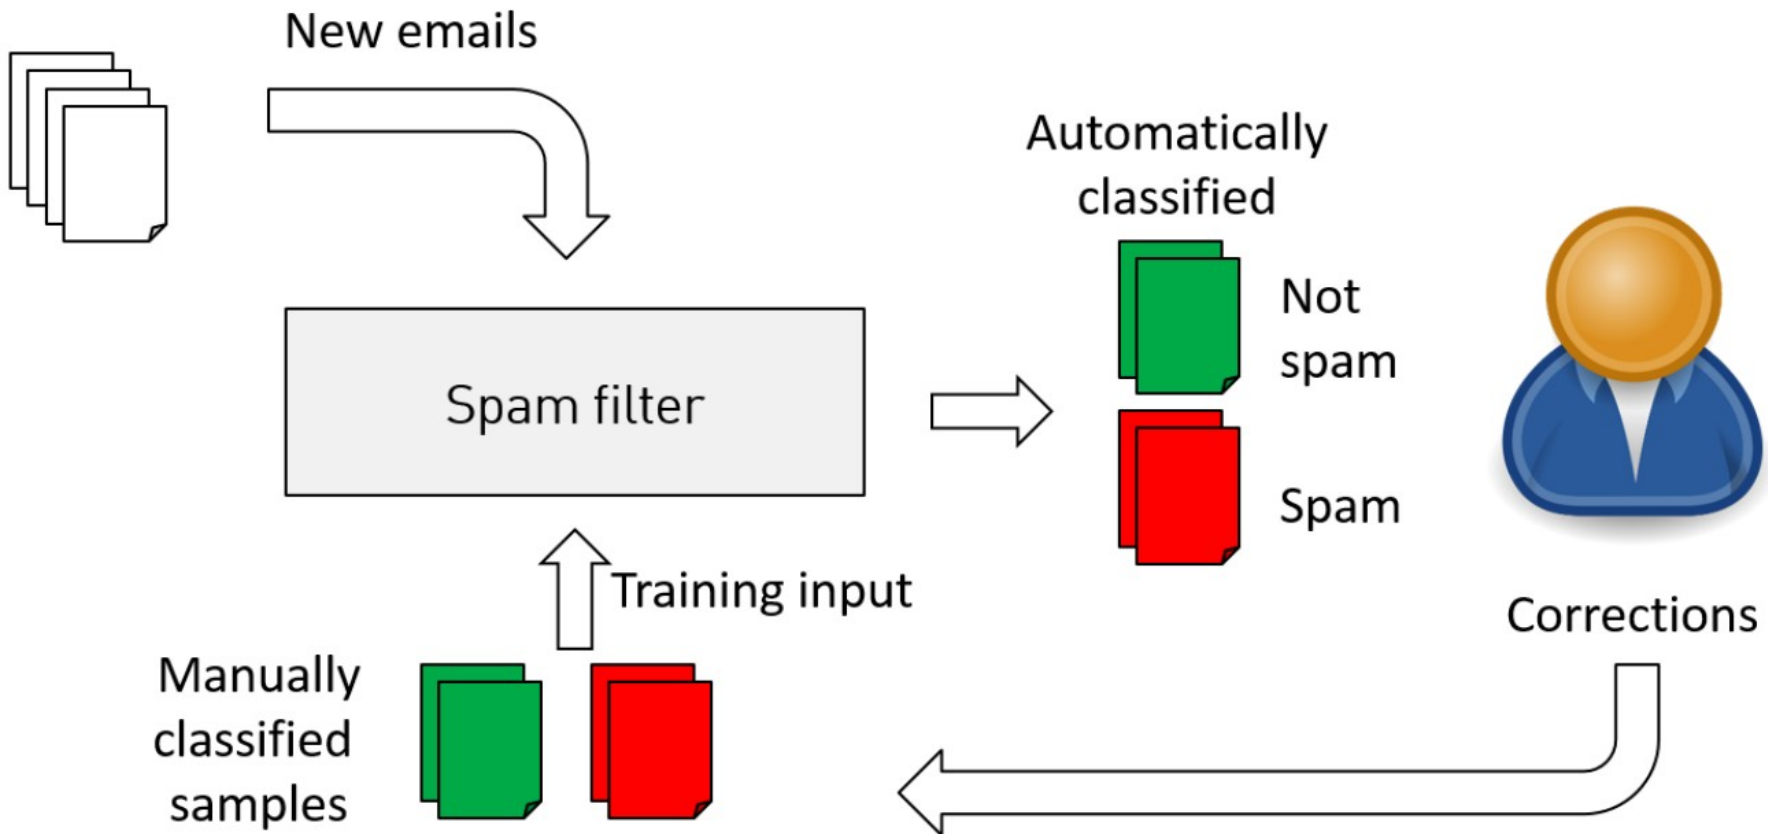 New emails
Automatically
classified
Not
spam
Spam filter
Spam
Training input
Corrections
Manually
classified
samples